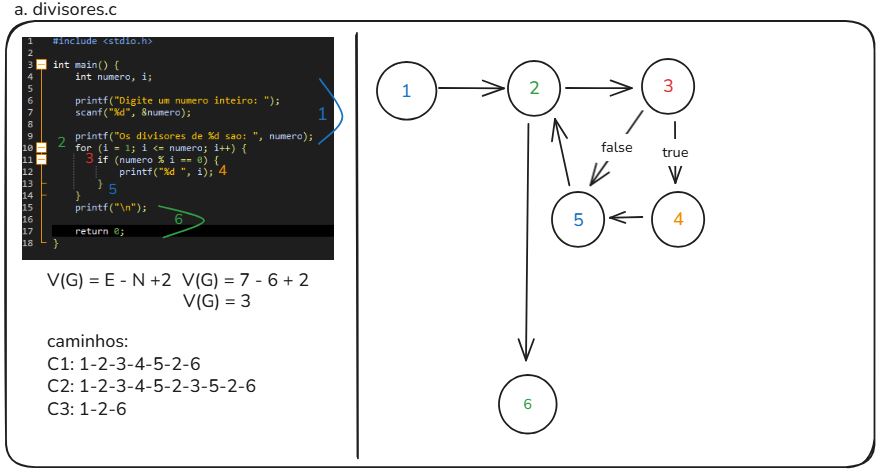 a. divisores.c
1 #include <stdio.h>
2
3 int main() {
4 int numero, i;
5
6 printf("Digite um numero inteiro: ");
7 scanf("%d", &numero);
8
9 printf("Os divisores de %d sao: ", numero);
1
10 for (i = 1; i <= numero; i++) {
2
11 if (numero % i == 0) {
3
12 printf("%d ", i); 4
13 }
5
14 }
15 printf("\n");
16
6
17 return 0;
18 }
V(G) = E - N +2 V(G) = 7 - 6 + 2
V(G) = 3
caminhos:
C1: 1-2-3-4-5-2-6
C2: 1-2-3-4-5-2-3-5-2-6
C3: 1-2-6
1
2
3
false
true
5
4
6